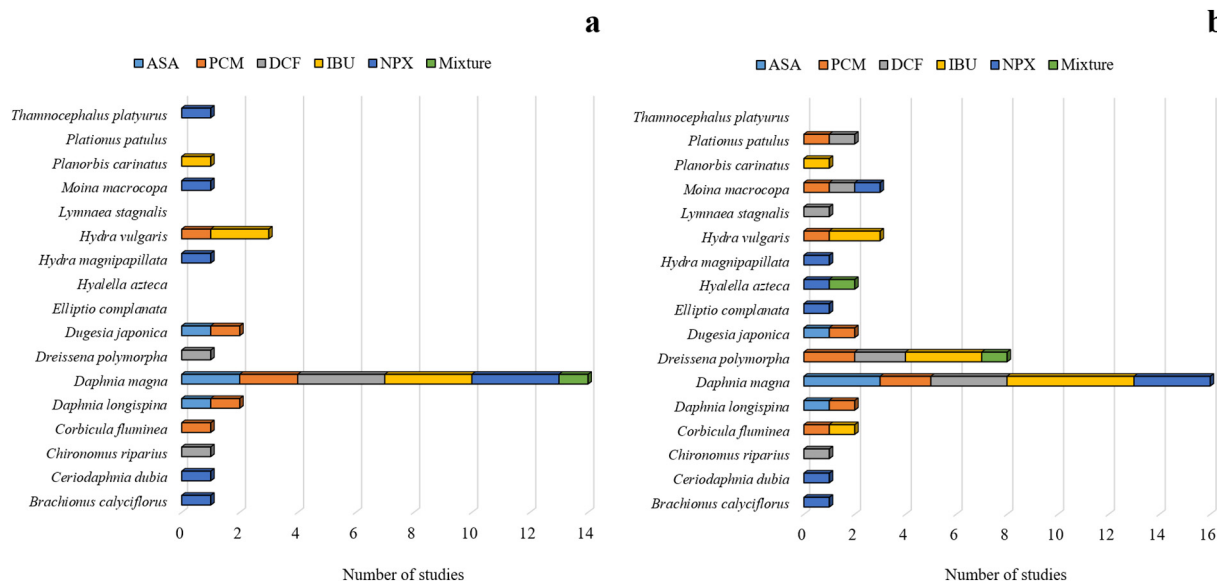 a
ASA PCM DCF IBU NPX Mixture
Thamnocephalus platyurus
Plationus patulus
Planorbis carinatus
Moina macrocopa
Lymnaea stagnalis
Hydra vulgaris
Hydra magnipapillata
Hyalella azteca
Elliptio complanata
Dugesia japonica
Dreissena polymorpha
Daphnia magna
Daphnia longispina
Corbicula fluminea
Chironomus riparius
Ceriodaphnia dubia
Brachionus calyciflorus
0 2 4 6 8 10 12 14
Number of studies
b
ASA PCM DCF IBU NPX Mixture
Thamnocephalus platyurus
Plationus patulus
Planorbis carinatus
Moina macrocopa
Lymnaea stagnalis
Hydra vulgaris
Hydra magnipapillata
Hyalella azteca
Elliptio complanata
Dugesia japonica
Dreissena polymorpha
Daphnia magna
Daphnia longispina
Corbicula fluminea
Chironomus riparius
Ceriodaphnia dubia
Brachionus calyciflorus
0 2 4 6 8 10 12 14 16
Number of studies